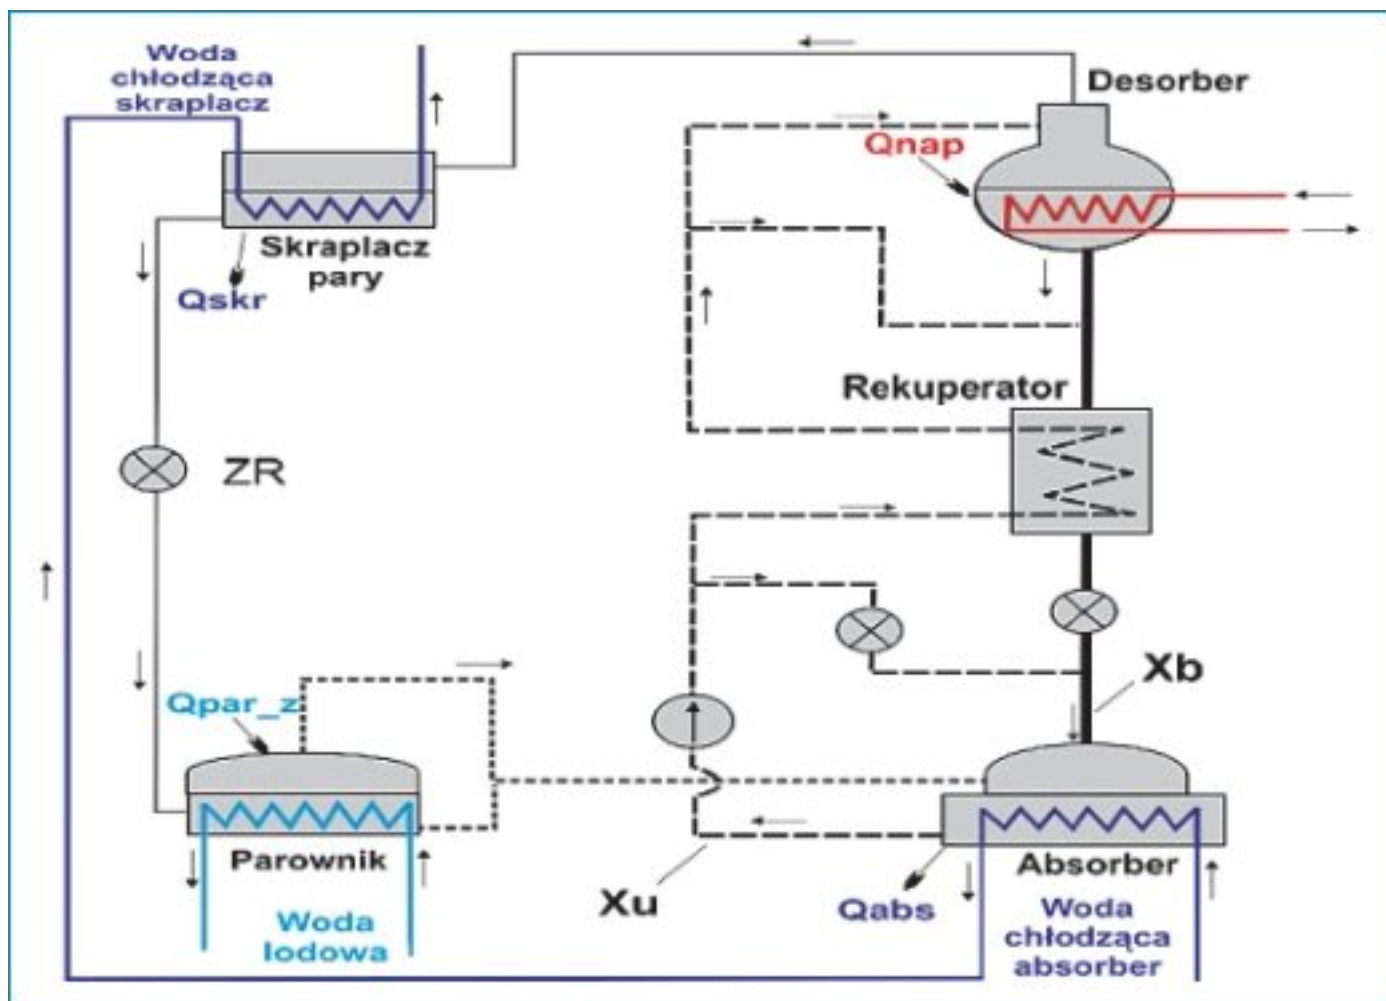 Woda
chłodząca
skraplacz
Desorber
Qnap
Skraplacz
pary
Qskr
Rekuperator
ZR
Xb
Qpar_z
Parownik
Absorber
Xu
Qabs
Woda
lodowa
Woda
chłodząca
absorber